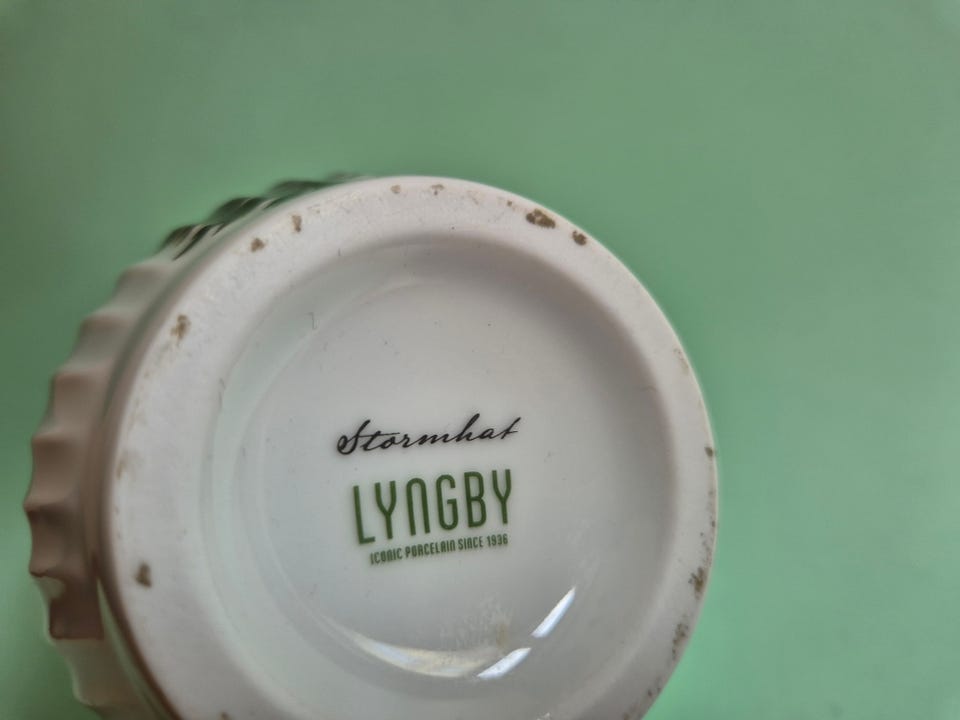 Stormhat
LYNGBY
ICONIC PORCELAIN SINCE 1936